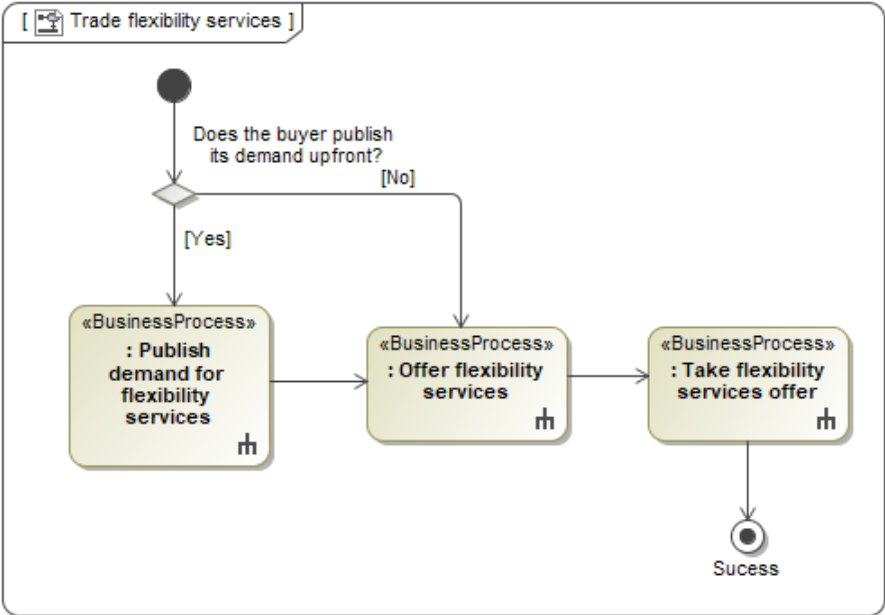 [ Trade flexibility services ]
Does the buyer publish
its demand upfront?
[No]
[Yes]
«BusinessProcess»
: Publish
demand for
flexibility
services
«BusinessProcess»
: Offer flexibility
services
«BusinessProcess»
: Take flexibility
services offer
Sucess